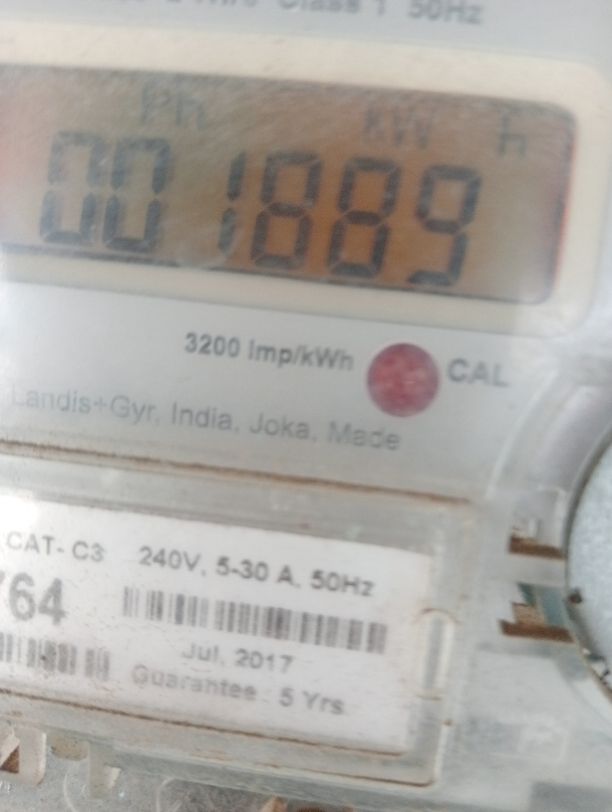 Class 1 50Hz
Ph kW h
001889
3200 Imp/kWh CAL
Landis+Gyr, India, Joka, Made
CAT- C3 240V, 5-30 A, 50Hz
764
Jul, 2017
Guarantee : 5 Yrs